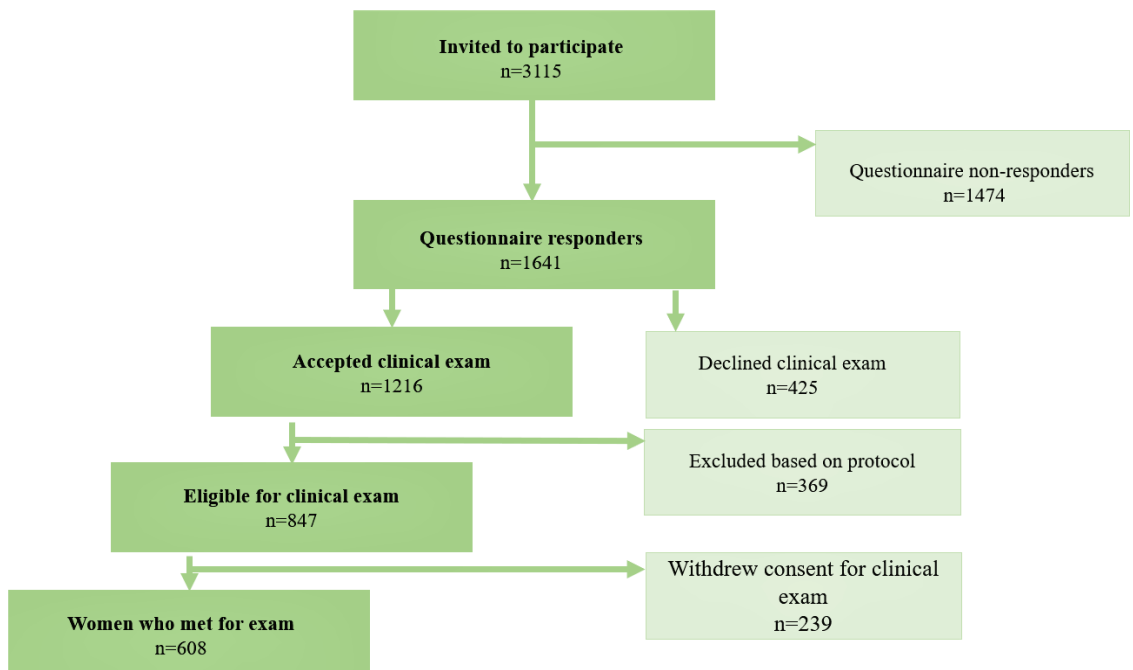 Invited to participate
n=3115
Questionnaire non-responders
n=1474
Questionnaire responders
n=1641
Accepted clinical exam
n=1216
Declined clinical exam
n=425
Excluded based on protocol
n=369
Eligible for clinical exam
n=847
Withdrew consent for clinical
exam
n=239
Women who met for exam
n=608